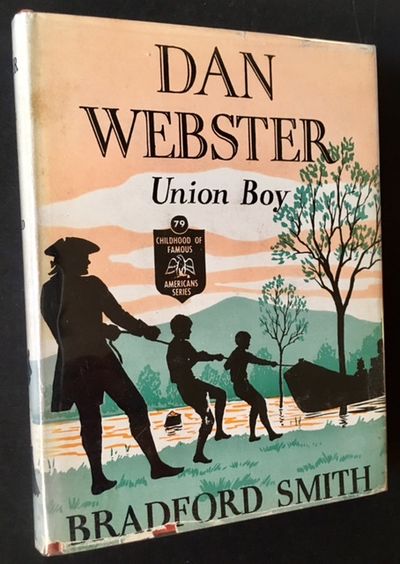 DAN
WEBSTER
Union Boy
79
CHILDHOOD OF
FAMOUS
AMERICANS
SERIES
BRADFORD SMITH